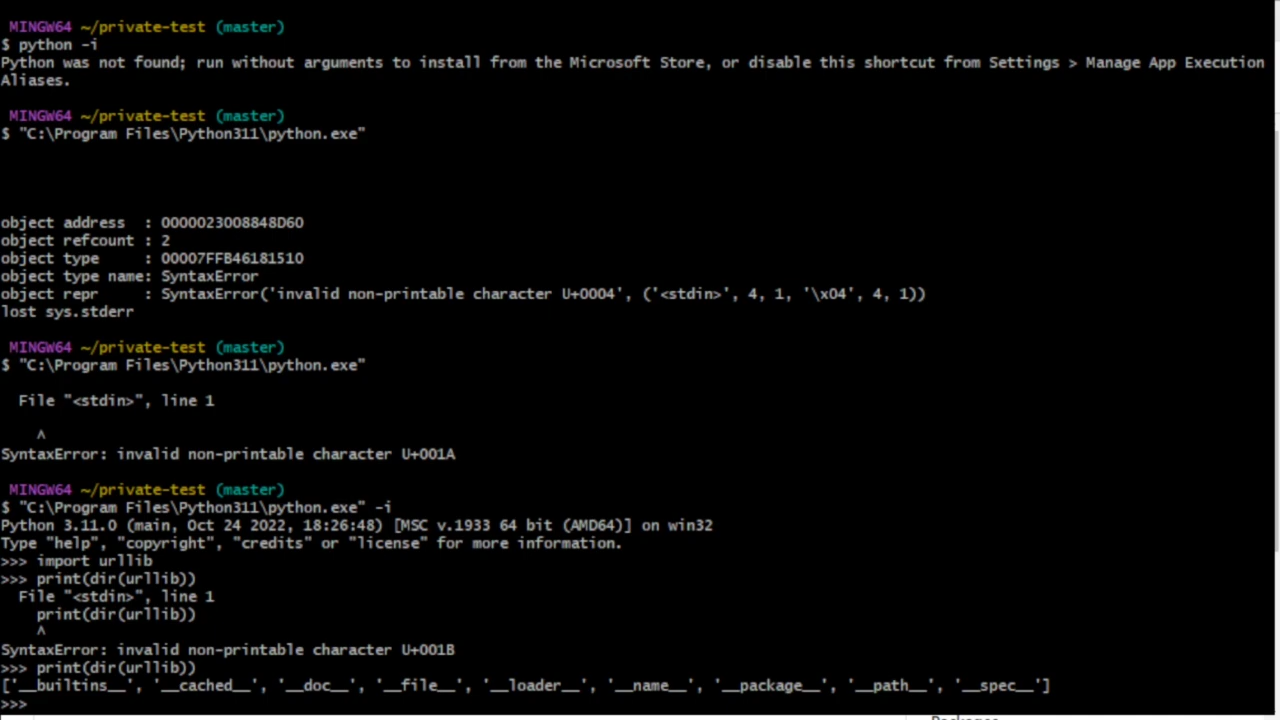 MINGW64 ~/private-test (master)
$ python -i
Python was not found; run without arguments to install from the Microsoft Store, or disable this shortcut from Settings > Manage App Execution
Aliases.
MINGW64 ~/private-test (master)
$ "C:\Program Files\Python311\python.exe"
object address  : 0000023008848D60
object refcount : 2
object type     : 00007FFB46181510
object type name: SyntaxError
object repr     : SyntaxError('invalid non-printable character U+0004', ('<stdin>', 4, 1, '\x04', 4, 1))
lost sys.stderr
MINGW64 ~/private-test (master)
$ "C:\Program Files\Python311\python.exe"
  File "<stdin>", line 1
    ^
SyntaxError: invalid non-printable character U+001A
MINGW64 ~/private-test (master)
$ "C:\Program Files\Python311\python.exe" -i
Python 3.11.0 (main, Oct 24 2022, 18:26:48) [MSC v.1933 64 bit (AMD64)] on win32
Type "help", "copyright", "credits" or "license" for more information.
>>> import urllib
>>> print(dir(urllib))
  File "<stdin>", line 1
    print(dir(urllib))
    ^
SyntaxError: invalid non-printable character U+001B
>>> print(dir(urllib))
['__builtins__', '__cached__', '__doc__', '__file__', '__loader__', '__name__', '__package__', '__path__', '__spec__']
>>>